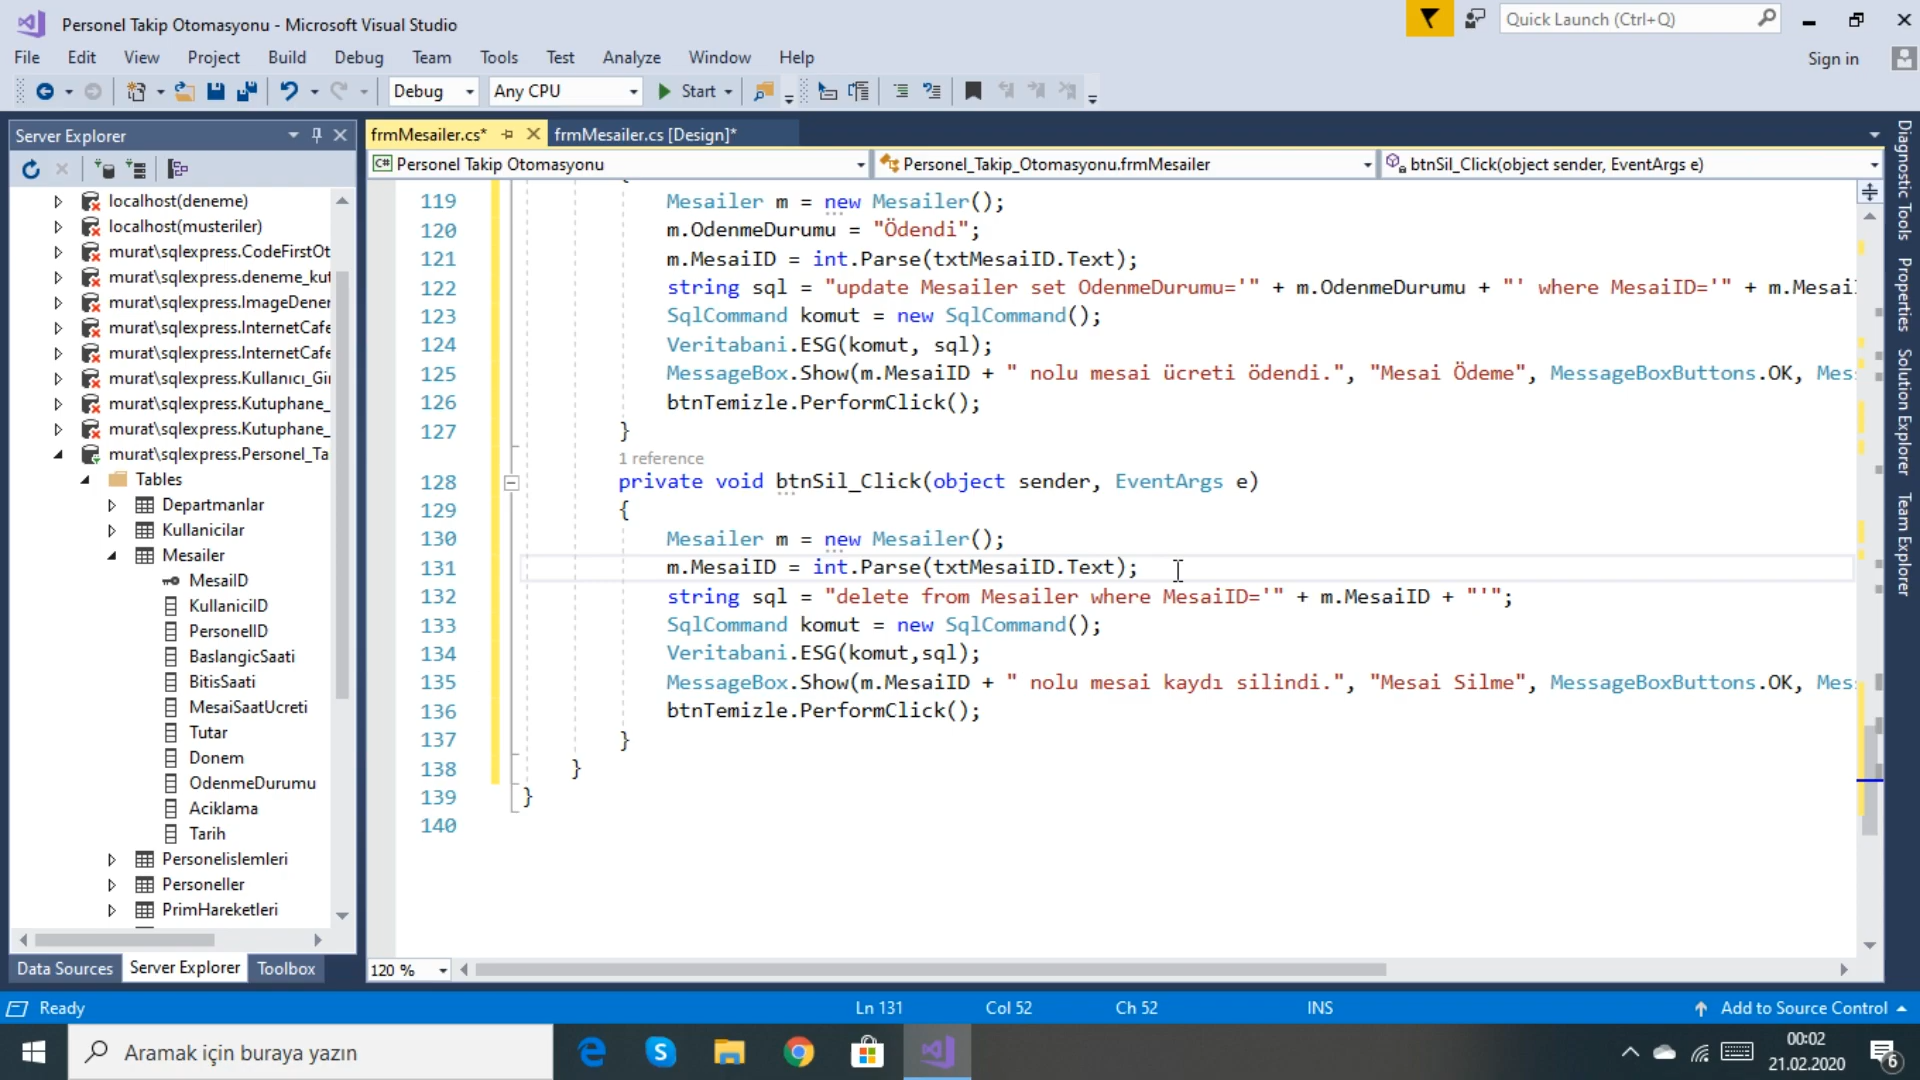 Personel Takip Otomasyonu - Microsoft Visual Studio
Quick Launch (Ctrl+Q)
File Edit View Project Build Debug Team Tools Test Analyze Window Help
Sign in
Debug Any CPU Start
Server Explorer
frmMesailer.cs* frmMesailer.cs [Design]*
Personel Takip Otomasyonu Personel_Takip_Otomasyonu.frmMesailer btnSil_Click(object sender, EventArgs e)
localhost(deneme)
localhost(musteriler)
murat\sqlexpress.CodeFirstOt
murat\sqlexpress.deneme_kut
murat\sqlexpress.ImageDener
murat\sqlexpress.InternetCafe
murat\sqlexpress.InternetCafe
murat\sqlexpress.Kullanıcı_Gir
murat\sqlexpress.Kutuphane_
murat\sqlexpress.Kutuphane_
murat\sqlexpress.Personel_Ta
Tables
Departmanlar
Kullanicilar
Mesailer
MesaiID
KullaniciID
PersonelID
BaslangicSaati
BitisSaati
MesaiSaatUcreti
Tutar
Donem
OdenmeDurumu
Aciklama
Tarih
Personelislemleri
Personeller
PrimHareketleri
Data Sources Server Explorer Toolbox
119 Mesailer m = new Mesailer();
120 m.OdenmeDurumu = "Ödendi";
121 m.MesaiID = int.Parse(txtMesaiID.Text);
122 string sql = "update Mesailer set OdenmeDurumu='" + m.OdenmeDurumu + "' where MesaiID='" + m.Mesai
123 SqlCommand komut = new SqlCommand();
124 Veritabani.ESG(komut, sql);
125 MessageBox.Show(m.MesaiID + " nolu mesai ücreti ödendi.", "Mesai Ödeme", MessageBoxButtons.OK, Mes
126 btnTemizle.PerformClick();
127 }
1 reference
128 private void btnSil_Click(object sender, EventArgs e)
129 {
130 Mesailer m = new Mesailer();
131 m.MesaiID = int.Parse(txtMesaiID.Text);
132 string sql = "delete from Mesailer where MesaiID='" + m.MesaiID + "'";
133 SqlCommand komut = new SqlCommand();
134 Veritabani.ESG(komut,sql);
135 MessageBox.Show(m.MesaiID + " nolu mesai kaydı silindi.", "Mesai Silme", MessageBoxButtons.OK, Mes
136 btnTemizle.PerformClick();
137 }
138 }
139 }
140
120 %
Diagnostic Tools
Properties
Solution Explorer
Team Explorer
Ready Ln 131 Col 52 Ch 52 INS Add to Source Control
Aramak için buraya yazın
00:02
21.02.2020
6